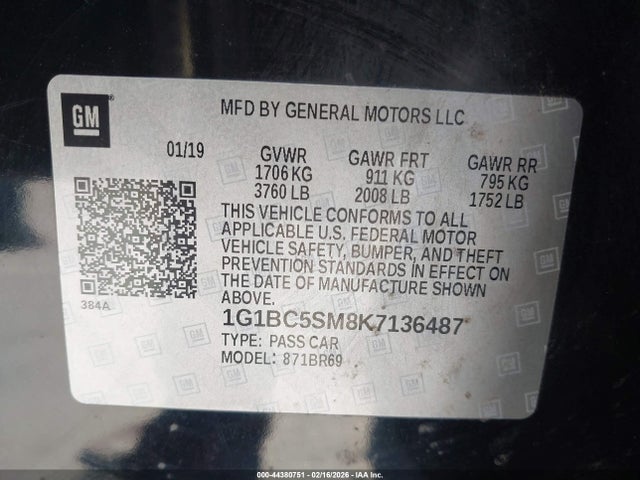 GM
MFD BY GENERAL MOTORS LLC
01/19 GVWR GAWR FRT GAWR RR
1706 KG 911 KG 795 KG
3760 LB 2008 LB 1752 LB
THIS VEHICLE CONFORMS TO ALL
APPLICABLE U.S. FEDERAL MOTOR
VEHICLE SAFETY, BUMPER, AND THEFT
PREVENTION STANDARDS IN EFFECT ON
THE DATE OF MANUFACTURE SHOWN
ABOVE.
384A
1G1BC5SM8K7136487
TYPE: PASS CAR
MODEL: 871BR69
000-44380751 - 02/16/2026 - IAAI.CA